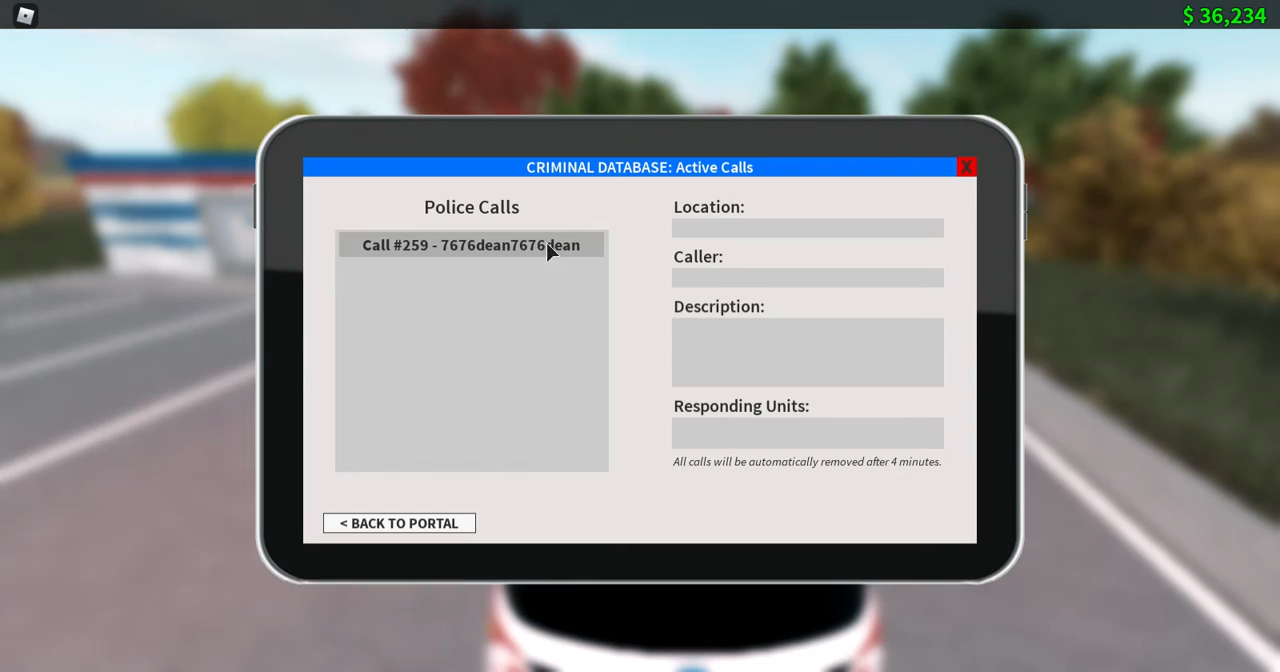 $ 36,234
CRIMINAL DATABASE: Active Calls
X
Police Calls
Call #259 - 7676dean7676dean
Location:
Caller:
Description:
Responding Units:
All calls will be automatically removed after 4 minutes.
< BACK TO PORTAL